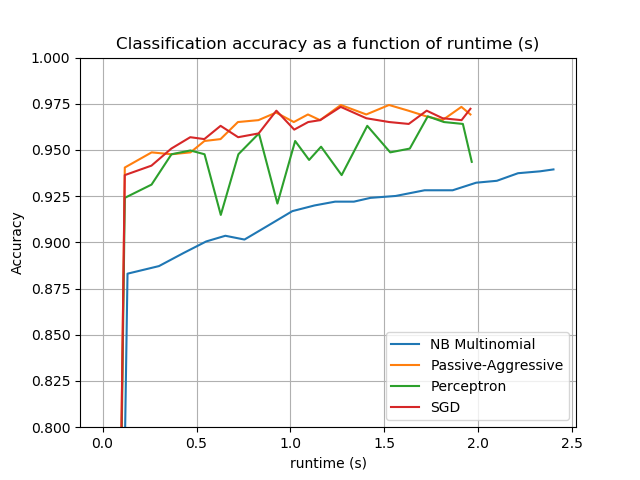 Classification accuracy as a function of runtime (s)
1.000
0.975
0.950
0.925
0.900
0.875
0.850
0.825
0.800
Accuracy
NB Multinomial
Passive-Aggressive
Perceptron
SGD
0.0 0.5 1.0 1.5 2.0 2.5
runtime (s)